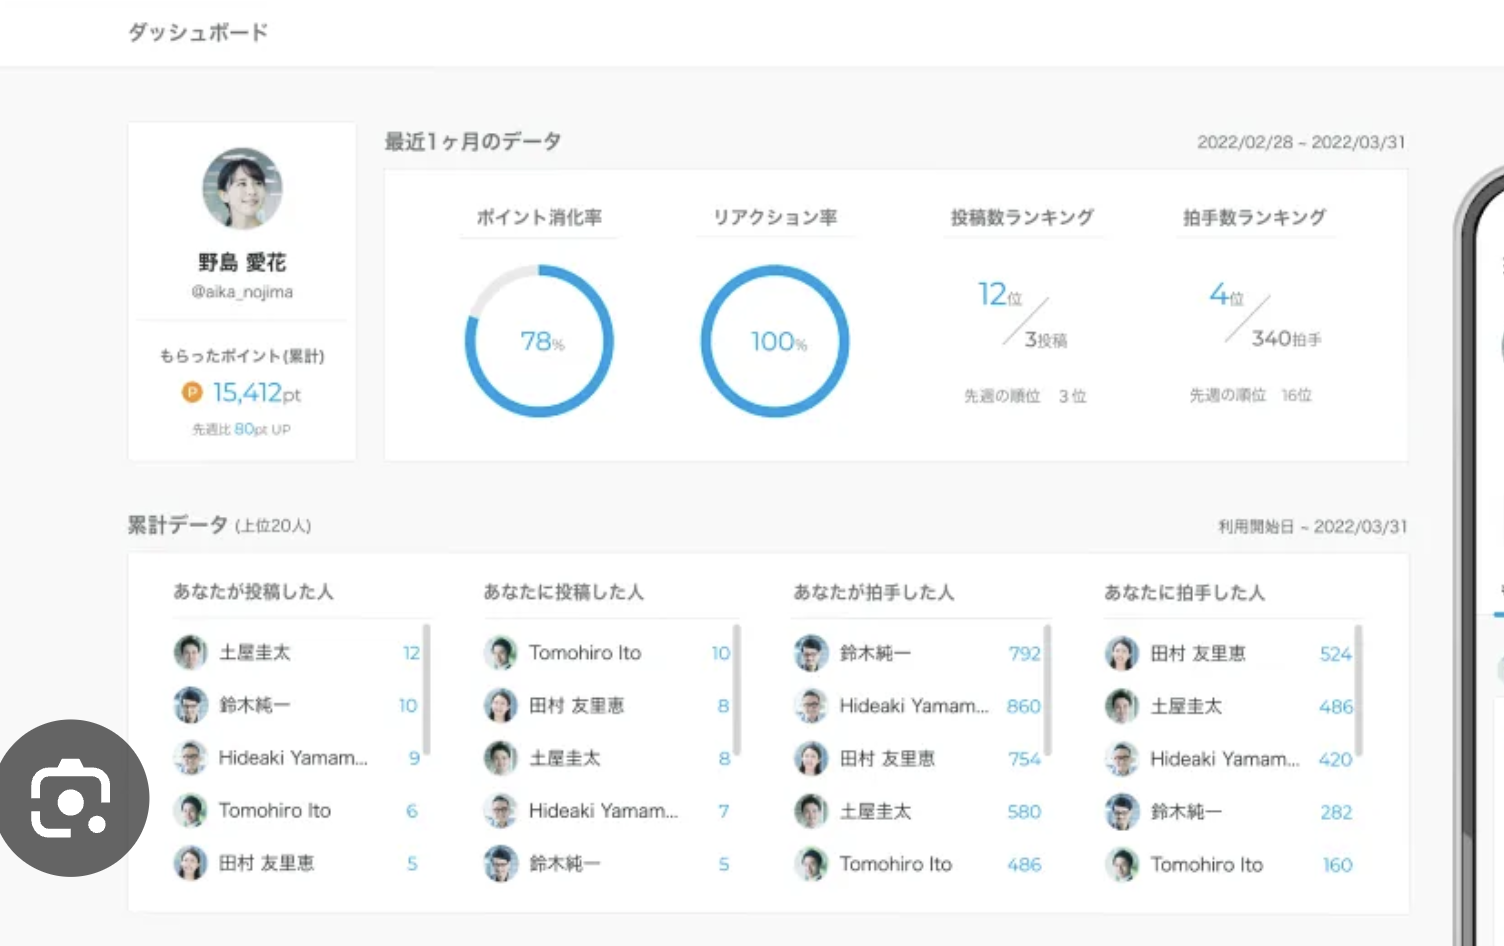 ダッシュボード
野島 愛花
@aika_nojima
もらったポイント(累計)
P 15,412pt
先週比 80pt UP
最近1ヶ月のデータ
2022/02/28 ~ 2022/03/31
ポイント消化率
78%
リアクション率
100%
投稿数ランキング
12位
3投稿
先週の順位 3位
拍手数ランキング
4位
340拍手
先週の順位 16位
累計データ (上位20人)
利用開始日 ~ 2022/03/31
あなたが投稿した人
土屋圭太 12
鈴木純一 10
Hideaki Yamam... 9
Tomohiro Ito 6
田村 友里恵 5
あなたに投稿した人
Tomohiro Ito 10
田村 友里恵 8
土屋圭太 8
Hideaki Yamam... 7
鈴木純一 5
あなたが拍手した人
鈴木純一 792
Hideaki Yamam... 860
田村 友里恵 754
土屋圭太 580
Tomohiro Ito 486
あなたに拍手した人
田村 友里恵 524
土屋圭太 486
Hideaki Yamam... 420
鈴木純一 282
Tomohiro Ito 160